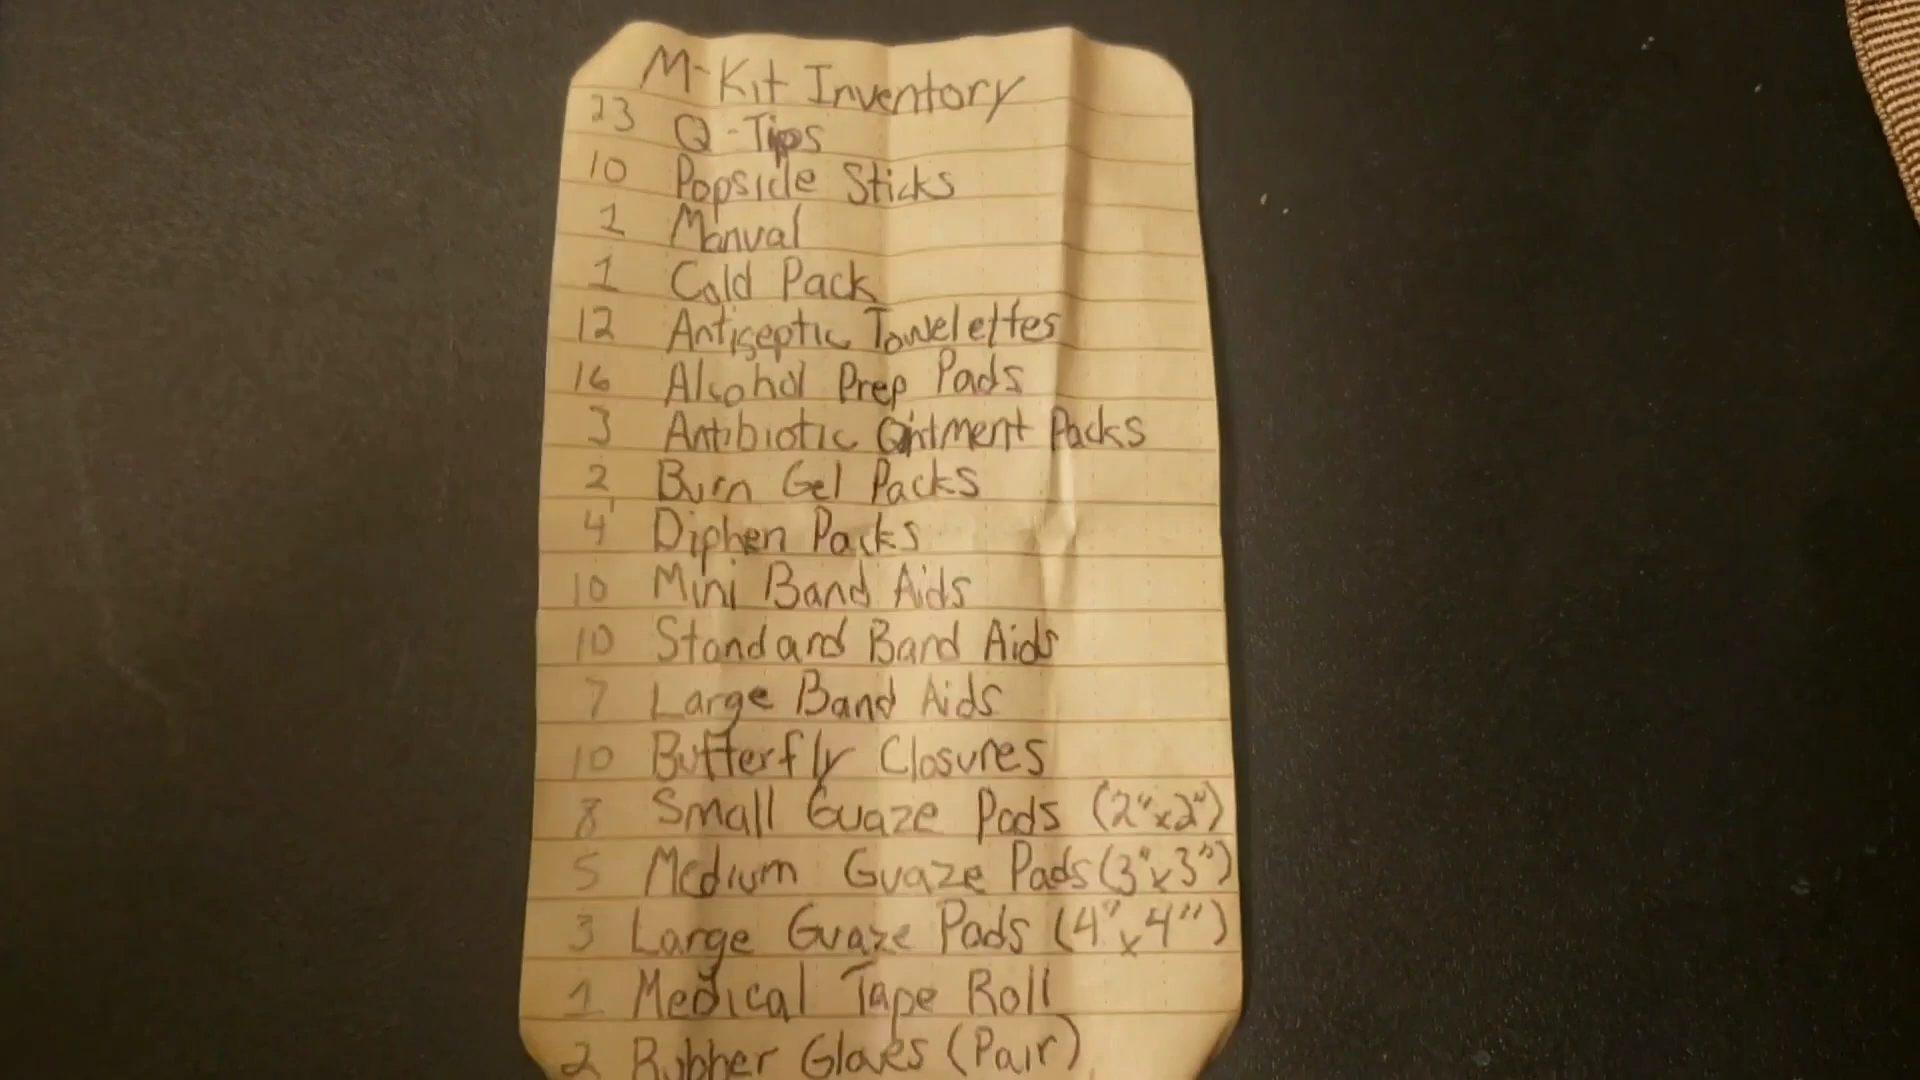 M-Kit Inventory
23 Q-Tips
10 Popsicle Sticks
1 Manual
1 Cold Pack
12 Antiseptic Towelettes
16 Alcohol Prep Pads
3 Antibiotic Ointment Packs
2 Burn Gel Packs
4 Diphen Packs
10 Mini Band Aids
10 Standard Band Aids
7 Large Band Aids
10 Butterfly Closures
8 Small Guaze Pads (2"x2")
5 Medium Guaze Pads (3"x3")
3 Large Guaze Pads (4"x4")
1 Medical Tape Roll
2 Rubber Gloves (Pair)